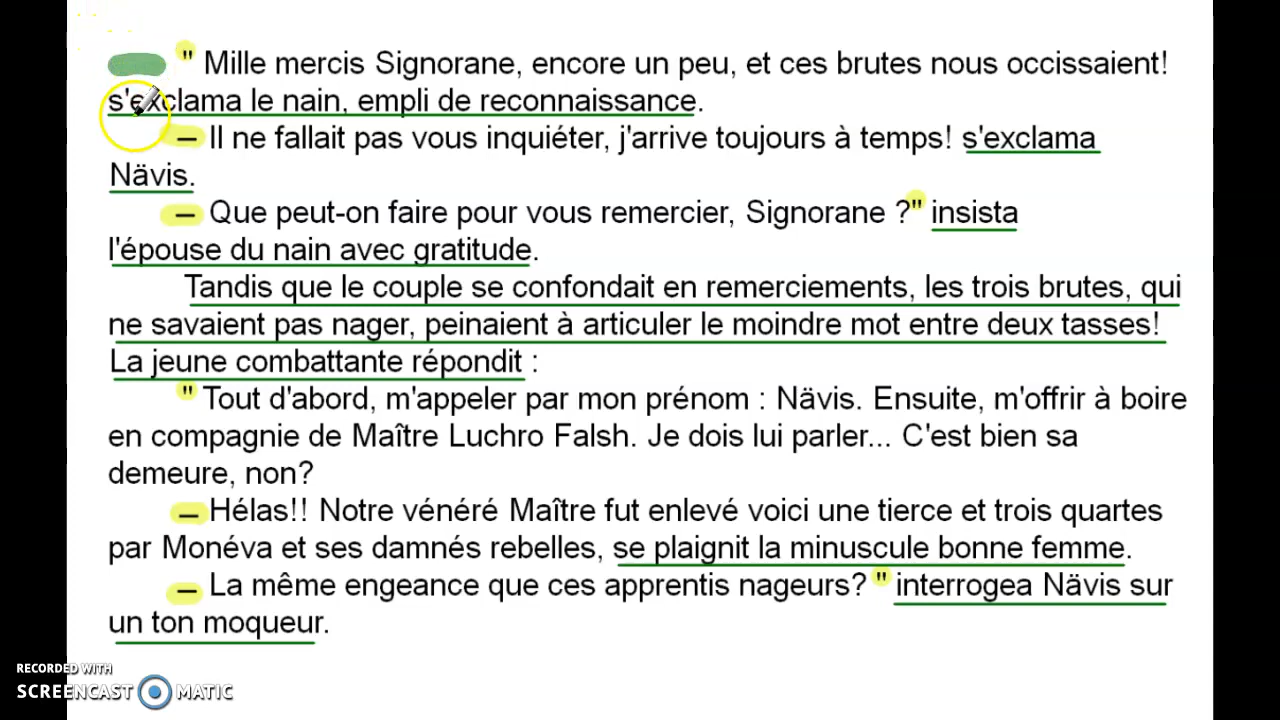 " Mille mercis Signorane, encore un peu, et ces brutes nous occissaient!
s'exclama le nain, empli de reconnaissance.
– Il ne fallait pas vous inquiéter, j'arrive toujours à temps! s'exclama
Nävis.
– Que peut-on faire pour vous remercier, Signorane ?" insista
l'épouse du nain avec gratitude.
Tandis que le couple se confondait en remerciements, les trois brutes, qui
ne savaient pas nager, peinaient à articuler le moindre mot entre deux tasses!
La jeune combattante répondit :
" Tout d'abord, m'appeler par mon prénom : Nävis. Ensuite, m'offrir à boire
en compagnie de Maître Luchro Falsh. Je dois lui parler... C'est bien sa
demeure, non?
– Hélas!! Notre vénéré Maître fut enlevé voici une tierce et trois quartes
par Monéva et ses damnés rebelles, se plaignit la minuscule bonne femme.
– La même engeance que ces apprentis nageurs? " interrogea Nävis sur
un ton moqueur.
RECORDED WITH
SCREENCAST MATIC